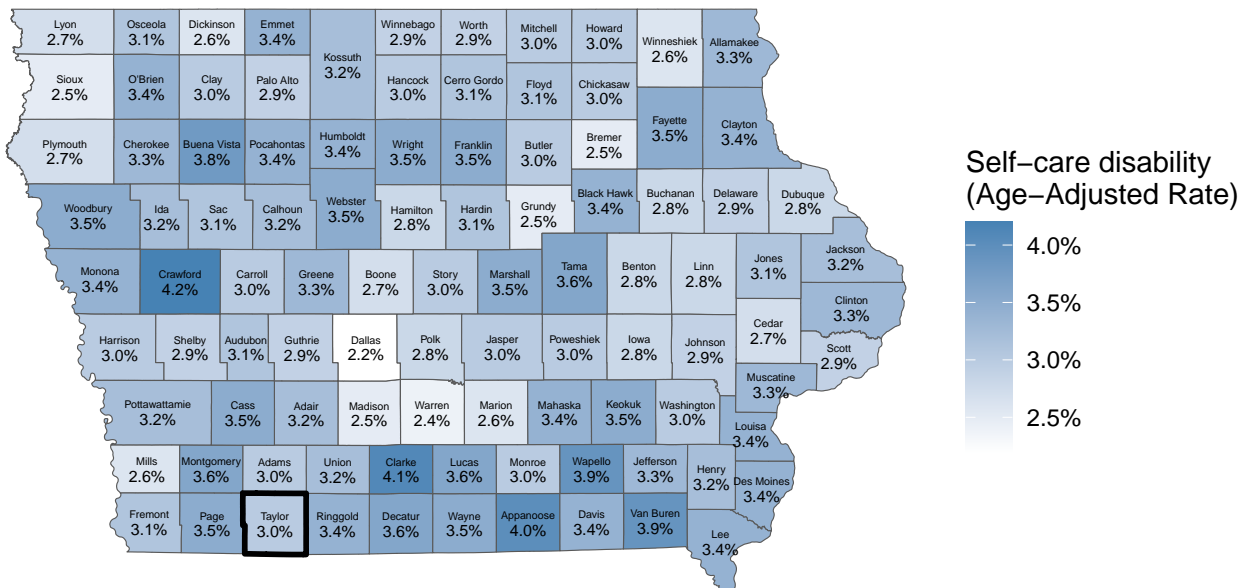 Lyon
2.7%
Osceola
3.1%
Dickinson
2.6%
Emmet
3.4%
Kossuth
3.2%
Winnebago
2.9%
Worth
2.9%
Mitchell
3.0%
Howard
3.0%
Winneshiek
2.6%
Allamakee
3.3%
Sioux
2.5%
O'Brien
3.4%
Clay
3.0%
Palo Alto
2.9%
Hancock
3.0%
Cerro Gordo
3.1%
Floyd
3.1%
Chickasaw
3.0%
Plymouth
2.7%
Cherokee
3.3%
Buena Vista
3.8%
Pocahontas
3.4%
Humboldt
3.4%
Wright
3.5%
Franklin
3.5%
Butler
3.0%
Bremer
2.5%
Fayette
3.5%
Clayton
3.4%
Woodbury
3.5%
Ida
3.2%
Sac
3.1%
Calhoun
3.2%
Webster
3.5%
Hamilton
2.8%
Hardin
3.1%
Grundy
2.5%
Black Hawk
3.4%
Buchanan
2.8%
Delaware
2.9%
Dubuque
2.8%
Monona
3.4%
Crawford
4.2%
Carroll
3.0%
Greene
3.3%
Boone
2.7%
Story
3.0%
Marshall
3.5%
Tama
3.6%
Benton
2.8%
Linn
2.8%
Jones
3.1%
Jackson
3.2%
Clinton
3.3%
Harrison
3.0%
Shelby
2.9%
Audubon
3.1%
Guthrie
2.9%
Dallas
2.2%
Polk
2.8%
Jasper
3.0%
Poweshiek
3.0%
Iowa
2.8%
Johnson
2.9%
Cedar
2.7%
Scott
2.9%
Muscatine
3.3%
Pottawattamie
3.2%
Cass
3.5%
Adair
3.2%
Madison
2.5%
Warren
2.4%
Marion
2.6%
Mahaska
3.4%
Keokuk
3.5%
Washington
3.0%
Louisa
3.4%
Mills
2.6%
Montgomery
3.6%
Adams
3.0%
Union
3.2%
Clarke
4.1%
Lucas
3.6%
Monroe
3.0%
Wapello
3.9%
Jefferson
3.3%
Henry
3.2%
Des Moines
3.4%
Fremont
3.1%
Page
3.5%
Taylor
3.0%
Ringgold
3.4%
Decatur
3.6%
Wayne
3.5%
Appanoose
4.0%
Davis
3.4%
Van Buren
3.9%
Lee
3.4%
Self−care disability
(Age−Adjusted Rate)
4.0%
3.5%
3.0%
2.5%